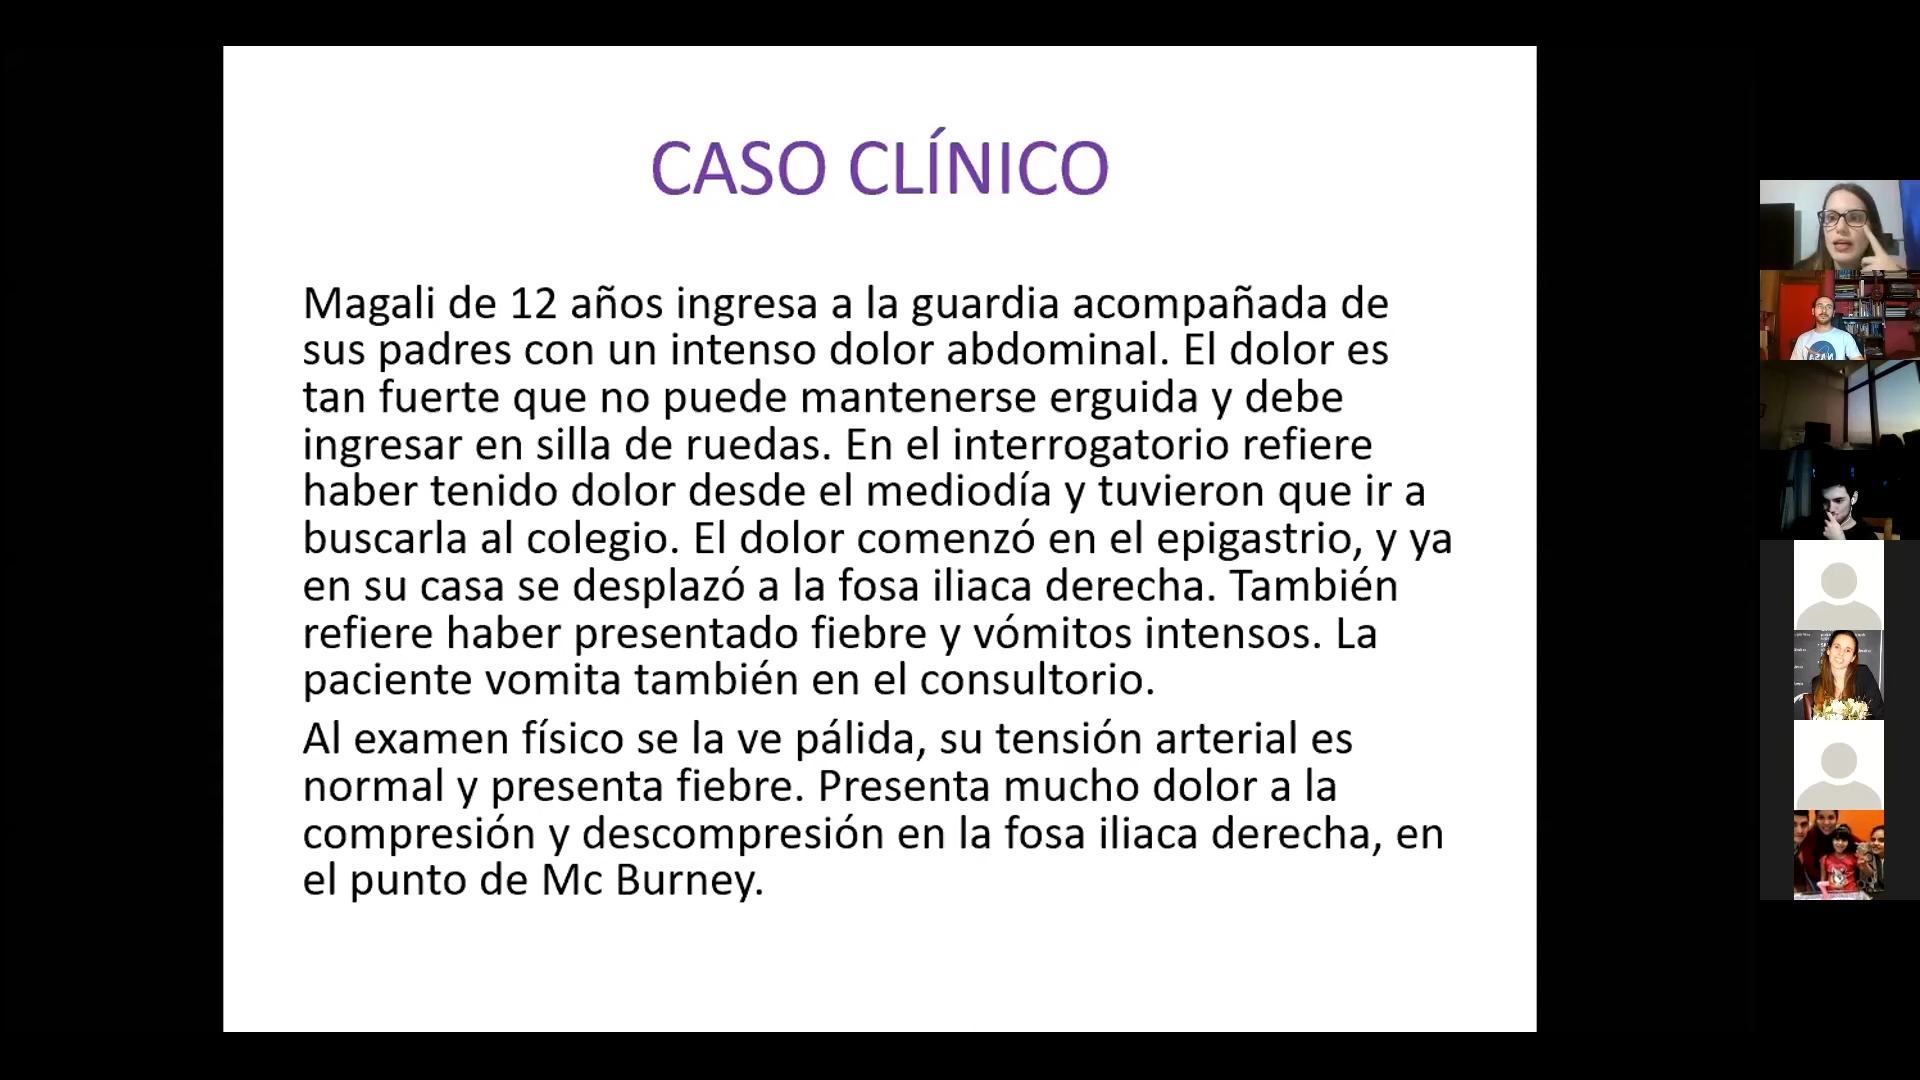 CASO CLÍNICO
Magali de 12 años ingresa a la guardia acompañada de
sus padres con un intenso dolor abdominal. El dolor es
tan fuerte que no puede mantenerse erguida y debe
ingresar en silla de ruedas. En el interrogatorio refiere
haber tenido dolor desde el mediodía y tuvieron que ir a
buscarla al colegio. El dolor comenzó en el epigastrio, y ya
en su casa se desplazó a la fosa iliaca derecha. También
refiere haber presentado fiebre y vómitos intensos. La
paciente vomita también en el consultorio.
Al examen físico se la ve pálida, su tensión arterial es
normal y presenta fiebre. Presenta mucho dolor a la
compresión y descompresión en la fosa iliaca derecha, en
el punto de Mc Burney.